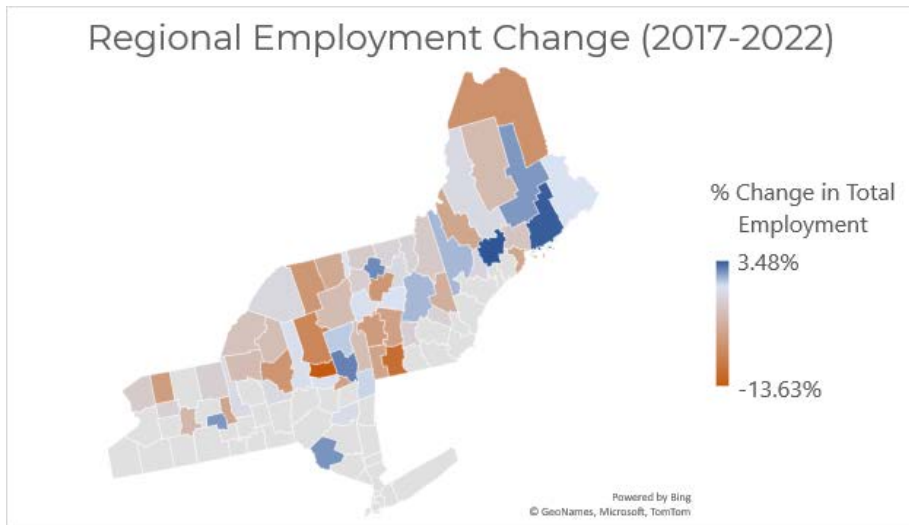 Regional Employment Change (2017-2022)
% Change in Total
Employment
3.48%
-13.63%
Powered by Bing
© GeoNames, Microsoft, TomTom